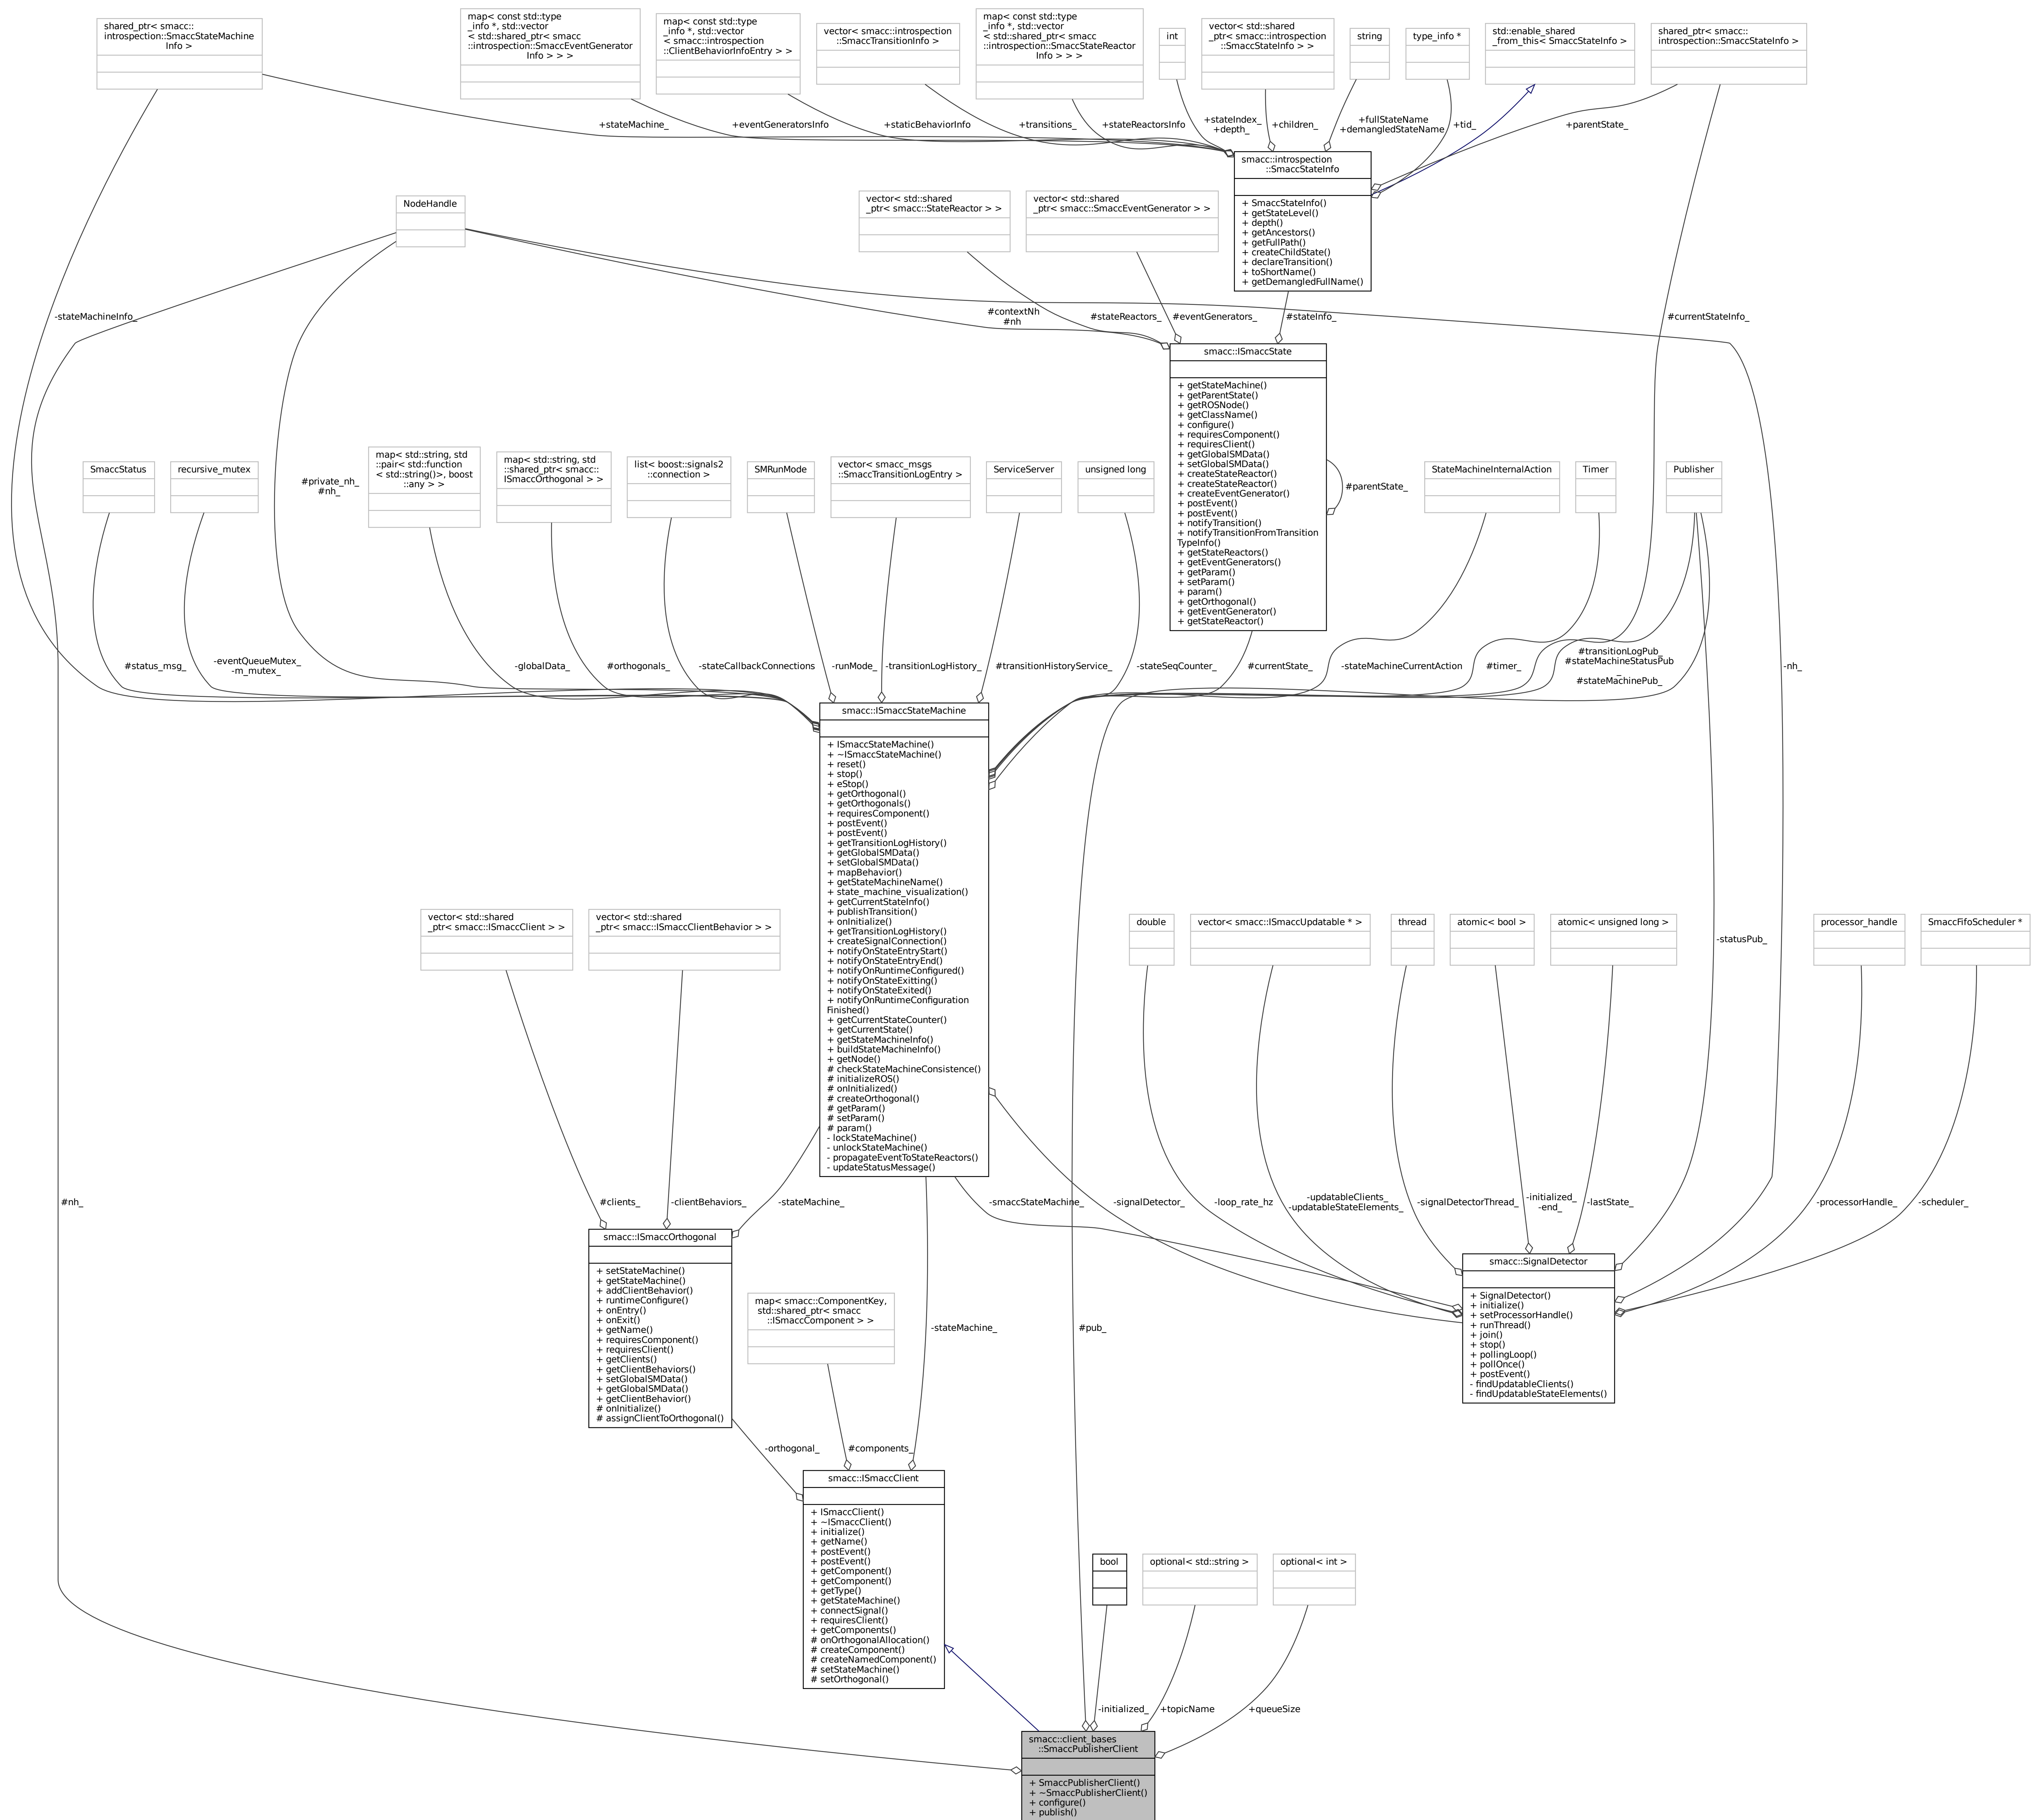 shared_ptr< smacc::
introspection::SmaccStateMachine
Info >
map< const std::type
_info *, std::vector
< std::shared_ptr< smacc
::introspection::SmaccEventGenerator
Info > > >
map< const std::type
_info *, std::vector
< smacc::introspection
::ClientBehaviorInfoEntry > >
vector< smacc::introspection
::SmaccTransitionInfo >
map< const std::type
_info *, std::vector
< std::shared_ptr< smacc
::introspection::SmaccStateReactor
Info > > >
int
vector< std::shared
_ptr< smacc::introspection
::SmaccStateInfo > >
string
type_info *
std::enable_shared
_from_this< SmaccStateInfo >
shared_ptr< smacc::
introspection::SmaccStateInfo >
+stateMachine_
+eventGeneratorsInfo
+staticBehaviorInfo
+transitions_
+stateReactorsInfo
+stateIndex_
+depth_
+children_
+fullStateName
+demangledStateName
+tid_
+parentState_
smacc::introspection
::SmaccStateInfo
+ SmaccStateInfo()
+ getStateLevel()
+ depth()
+ getAncestors()
+ getFullPath()
+ createChildState()
+ declareTransition()
+ toShortName()
+ getDemangledFullName()
NodeHandle
vector< std::shared
_ptr< smacc::StateReactor > >
vector< std::shared
_ptr< smacc::SmaccEventGenerator > >
-stateMachineInfo_
#contextNh
#nh
#stateReactors_
#eventGenerators_
#stateInfo_
#currentStateInfo_
smacc::ISmaccState
+ getStateMachine()
+ getParentState()
+ getROSNode()
+ getClassName()
+ configure()
+ requiresComponent()
+ requiresClient()
+ getGlobalSMData()
+ setGlobalSMData()
+ createStateReactor()
+ createStateReactor()
+ createEventGenerator()
+ postEvent()
+ postEvent()
+ notifyTransition()
+ notifyTransitionFromTransition
TypeInfo()
+ getStateReactors()
+ getEventGenerators()
+ getParam()
+ setParam()
+ param()
+ getOrthogonal()
+ getEventGenerator()
+ getStateReactor()
#parentState_
SmaccStatus
recursive_mutex
#private_nh_
#nh_
map< std::string, std
::pair< std::function
< std::string()>, boost
::any > >
map< std::string, std
::shared_ptr< smacc::
ISmaccOrthogonal > >
list< boost::signals2
::connection >
SMRunMode
vector< smacc_msgs
::SmaccTransitionLogEntry >
ServiceServer
unsigned long
StateMachineInternalAction
Timer
Publisher
#status_msg_
-eventQueueMutex_
-m_mutex_
-globalData_
#orthogonals_
-stateCallbackConnections
-runMode_
-transitionLogHistory_
#transitionHistoryService_
-stateSeqCounter_
#currentState_
-stateMachineCurrentAction
#timer_
#transitionLogPub_
#stateMachineStatusPub
_
#stateMachinePub_
-nh_
smacc::ISmaccStateMachine
+ ISmaccStateMachine()
+ ~ISmaccStateMachine()
+ reset()
+ stop()
+ eStop()
+ getOrthogonal()
+ getOrthogonals()
+ requiresComponent()
+ postEvent()
+ postEvent()
+ getTransitionLogHistory()
+ getGlobalSMData()
+ setGlobalSMData()
+ mapBehavior()
+ getStateMachineName()
+ state_machine_visualization()
+ getCurrentStateInfo()
+ publishTransition()
+ onInitialize()
+ getTransitionLogHistory()
+ createSignalConnection()
+ notifyOnStateEntryStart()
+ notifyOnStateEntryEnd()
+ notifyOnRuntimeConfigured()
+ notifyOnStateExitting()
+ notifyOnStateExited()
+ notifyOnRuntimeConfiguration
Finished()
+ getCurrentStateCounter()
+ getCurrentState()
+ getStateMachineInfo()
+ buildStateMachineInfo()
+ getNode()
# checkStateMachineConsistence()
# initializeROS()
# onInitialized()
# createOrthogonal()
# getParam()
# setParam()
# param()
- lockStateMachine()
- unlockStateMachine()
- propagateEventToStateReactors()
- updateStatusMessage()
vector< std::shared
_ptr< smacc::ISmaccClient > >
vector< std::shared
_ptr< smacc::ISmaccClientBehavior > >
double
vector< smacc::ISmaccUpdatable * >
thread
atomic< bool >
atomic< unsigned long >
-statusPub_
processor_handle
SmaccFifoScheduler *
#nh_
#clients_
-clientBehaviors_
-stateMachine_
-smaccStateMachine_
-signalDetector_
-loop_rate_hz
-updatableClients_
-updatableStateElements_
-signalDetectorThread_
-initialized_
-end_
-lastState_
-processorHandle_
-scheduler_
smacc::ISmaccOrthogonal
+ setStateMachine()
+ getStateMachine()
+ addClientBehavior()
+ runtimeConfigure()
+ onEntry()
+ onExit()
+ getName()
+ requiresComponent()
+ requiresClient()
+ getClients()
+ getClientBehaviors()
+ setGlobalSMData()
+ getGlobalSMData()
+ getClientBehavior()
# onInitialize()
# assignClientToOrthogonal()
smacc::SignalDetector
+ SignalDetector()
+ initialize()
+ setProcessorHandle()
+ runThread()
+ join()
+ stop()
+ pollingLoop()
+ pollOnce()
+ postEvent()
- findUpdatableClients()
- findUpdatableStateElements()
map< smacc::ComponentKey,
std::shared_ptr< smacc
::ISmaccComponent > >
-stateMachine_
#pub_
-orthogonal_
#components_
smacc::ISmaccClient
+ ISmaccClient()
+ ~ISmaccClient()
+ initialize()
+ getName()
+ postEvent()
+ postEvent()
+ getComponent()
+ getComponent()
+ getType()
+ getStateMachine()
+ connectSignal()
+ requiresClient()
+ getComponents()
# onOrthogonalAllocation()
# createComponent()
# createNamedComponent()
# setStateMachine()
# setOrthogonal()
bool
optional< std::string >
optional< int >
-initialized_
+topicName
+queueSize
smacc::client_bases
::SmaccPublisherClient
+ SmaccPublisherClient()
+ ~SmaccPublisherClient()
+ configure()
+ publish()